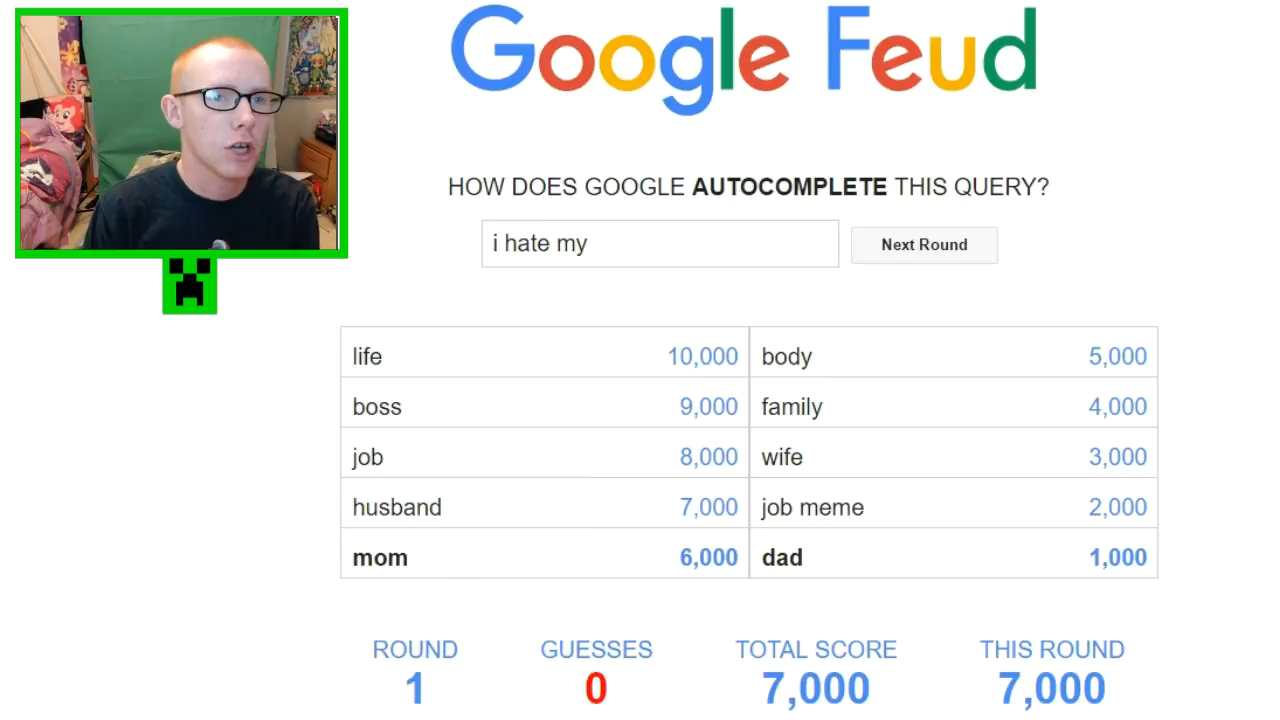 Google Feud
HOW DOES GOOGLE AUTOCOMPLETE THIS QUERY?
i hate my
Next Round
life 10,000
body 5,000
boss 9,000
family 4,000
job 8,000
wife 3,000
husband 7,000
job meme 2,000
mom 6,000
dad 1,000
ROUND GUESSES TOTAL SCORE THIS ROUND
1 0 7,000 7,000